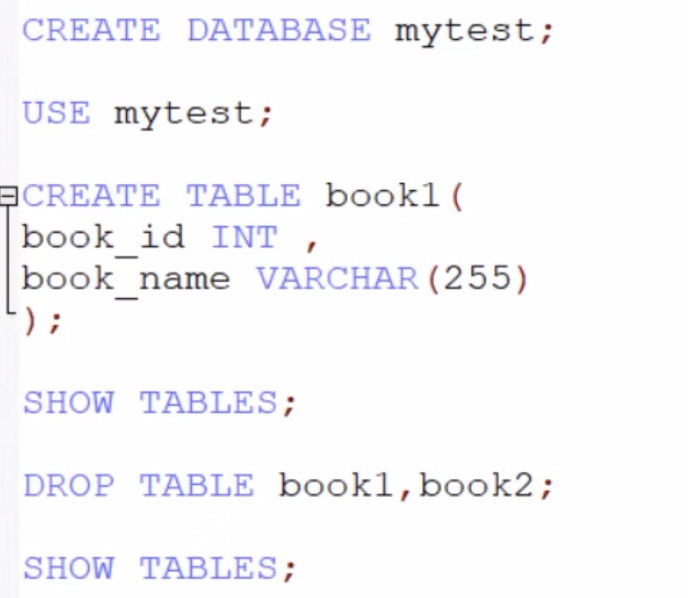 CREATE DATABASE mytest;
USE mytest;
CREATE TABLE book1(
book_id INT ,
book_name VARCHAR(255)
);
SHOW TABLES;
DROP TABLE book1,book2;
SHOW TABLES;